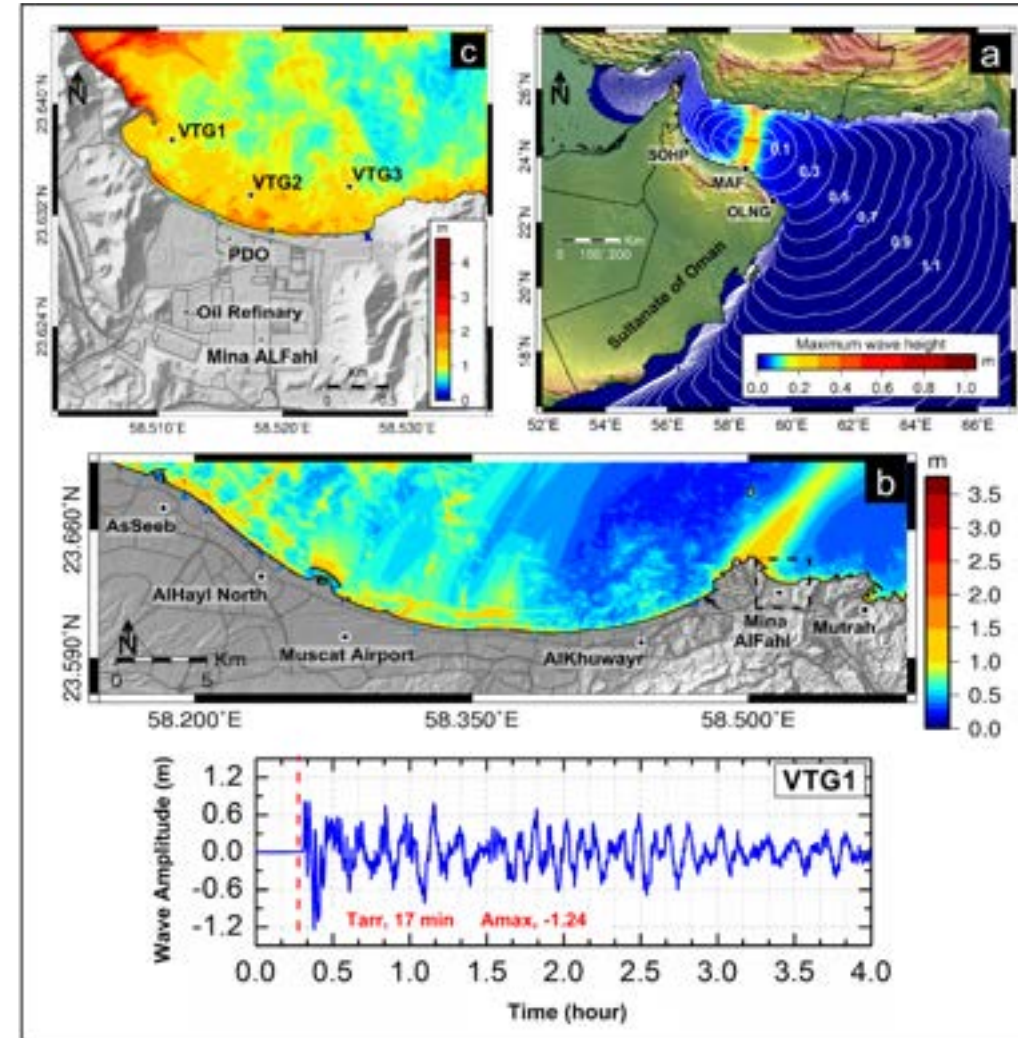 c
N
23.640°N
23.632°N
23.624°N
VTG1
VTG2
VTG3
PDO
Oil Refinary
Mina ALFahl
Km
m
4
3
2
1
0
58.510°E
58.520°E
58.530°E
a
N
26°N
24°N
22°N
20°N
18°N
SOHP
MAF
OLNG
0.1
0.3
0.5
0.7
0.9
1.1
Km
0 100 200
Sultanate of Oman
Maximum wave height
m
0.0 0.2 0.4 0.6 0.8 1.0
52°E 54°E 56°E 58°E 60°E 62°E 64°E 66°E
b
m
3.5
3.0
2.5
2.0
1.5
1.0
0.5
0.0
23.660°N
23.590°N
AsSeeb
AlHayl North
Muscat Airport
AlKhuwayr
Mina
AlFahl
Mutrah
N
Km
0 5
58.200°E
58.350°E
58.500°E
VTG1
Wave Amplitude (m)
1.2
0.6
0.0
-0.6
-1.2
Tarr, 17 min Amax, -1.24
0.0 0.5 1.0 1.5 2.0 2.5 3.0 3.5 4.0
Time (hour)